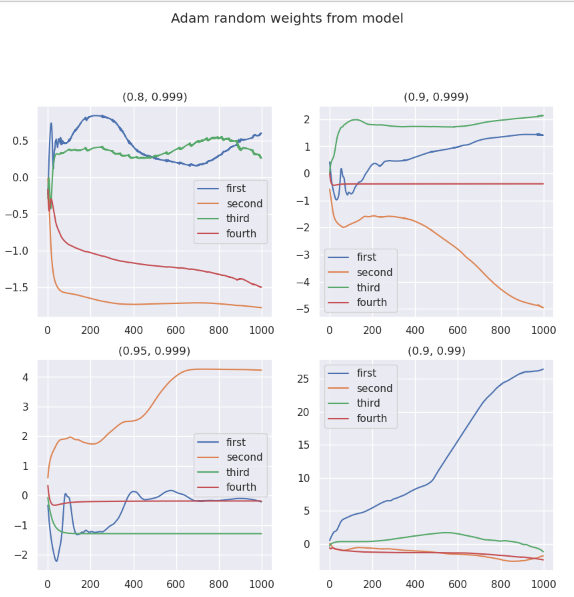 Adam random weights from model
(0.8, 0.999)
0.5
0.0
−0.5
−1.0
−1.5
0 200 400 600 800 1000
first
second
third
fourth
(0.9, 0.999)
2
1
0
−1
−2
−3
−4
−5
0 200 400 600 800 1000
first
second
third
fourth
(0.95, 0.999)
4
3
2
1
0
−1
−2
0 200 400 600 800 1000
first
second
third
fourth
(0.9, 0.99)
25
20
15
10
5
0
0 200 400 600 800 1000
first
second
third
fourth